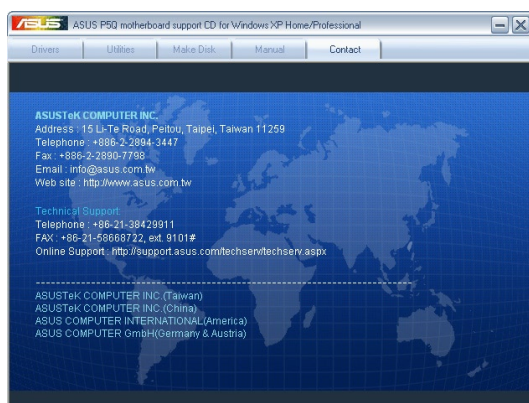 ASUS ASUS P5Q motherboard support CD for Windows XP Home/Professional
Drivers Utilities Make Disk Manual Contact
ASUSTeK COMPUTER INC.
Address : 15 Li-Te Road, Peitou, Taipei, Taiwan 11259
Telephone : +886-2-2894-3447
Fax : +886-2-2890-7798
Email : info@asus.com.tw
Web site : http://www.asus.com.tw
Technical Support:
Telephone : +86-21-38429911
FAX : +86-21-58668722, ext. 9101#
Online Support : http://support.asus.com/techserv/techserv.aspx
ASUSTeK COMPUTER INC.(Taiwan)
ASUSTeK COMPUTER INC.(China)
ASUS COMPUTER INTERNATIONAL(America)
ASUS COMPUTER GmbH(Germany & Austria)